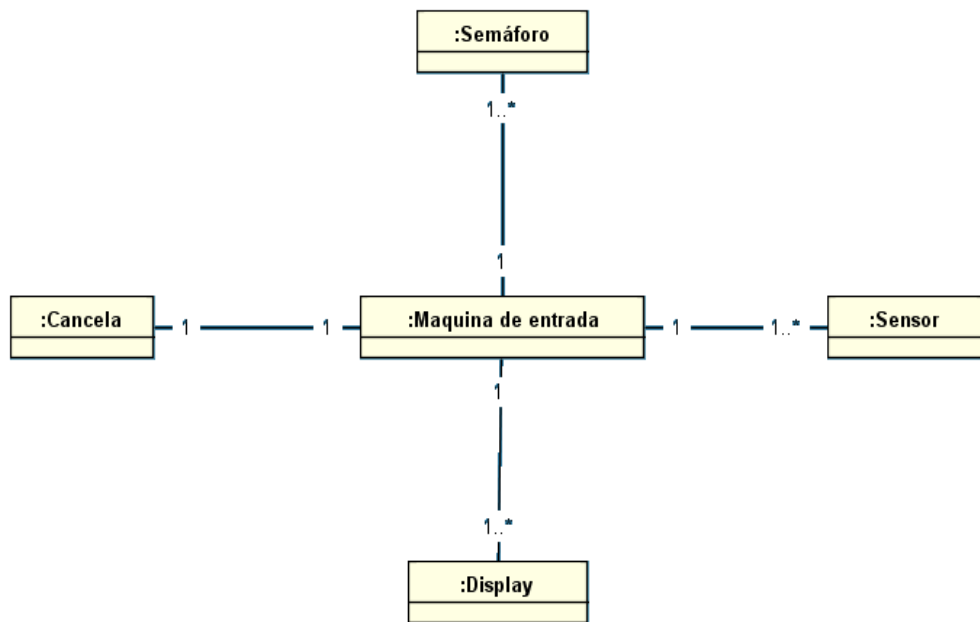 :Semáforo
1..*
1
:Cancela
1
1
:Maquina de entrada
1
1..*
:Sensor
1
1..*
:Display